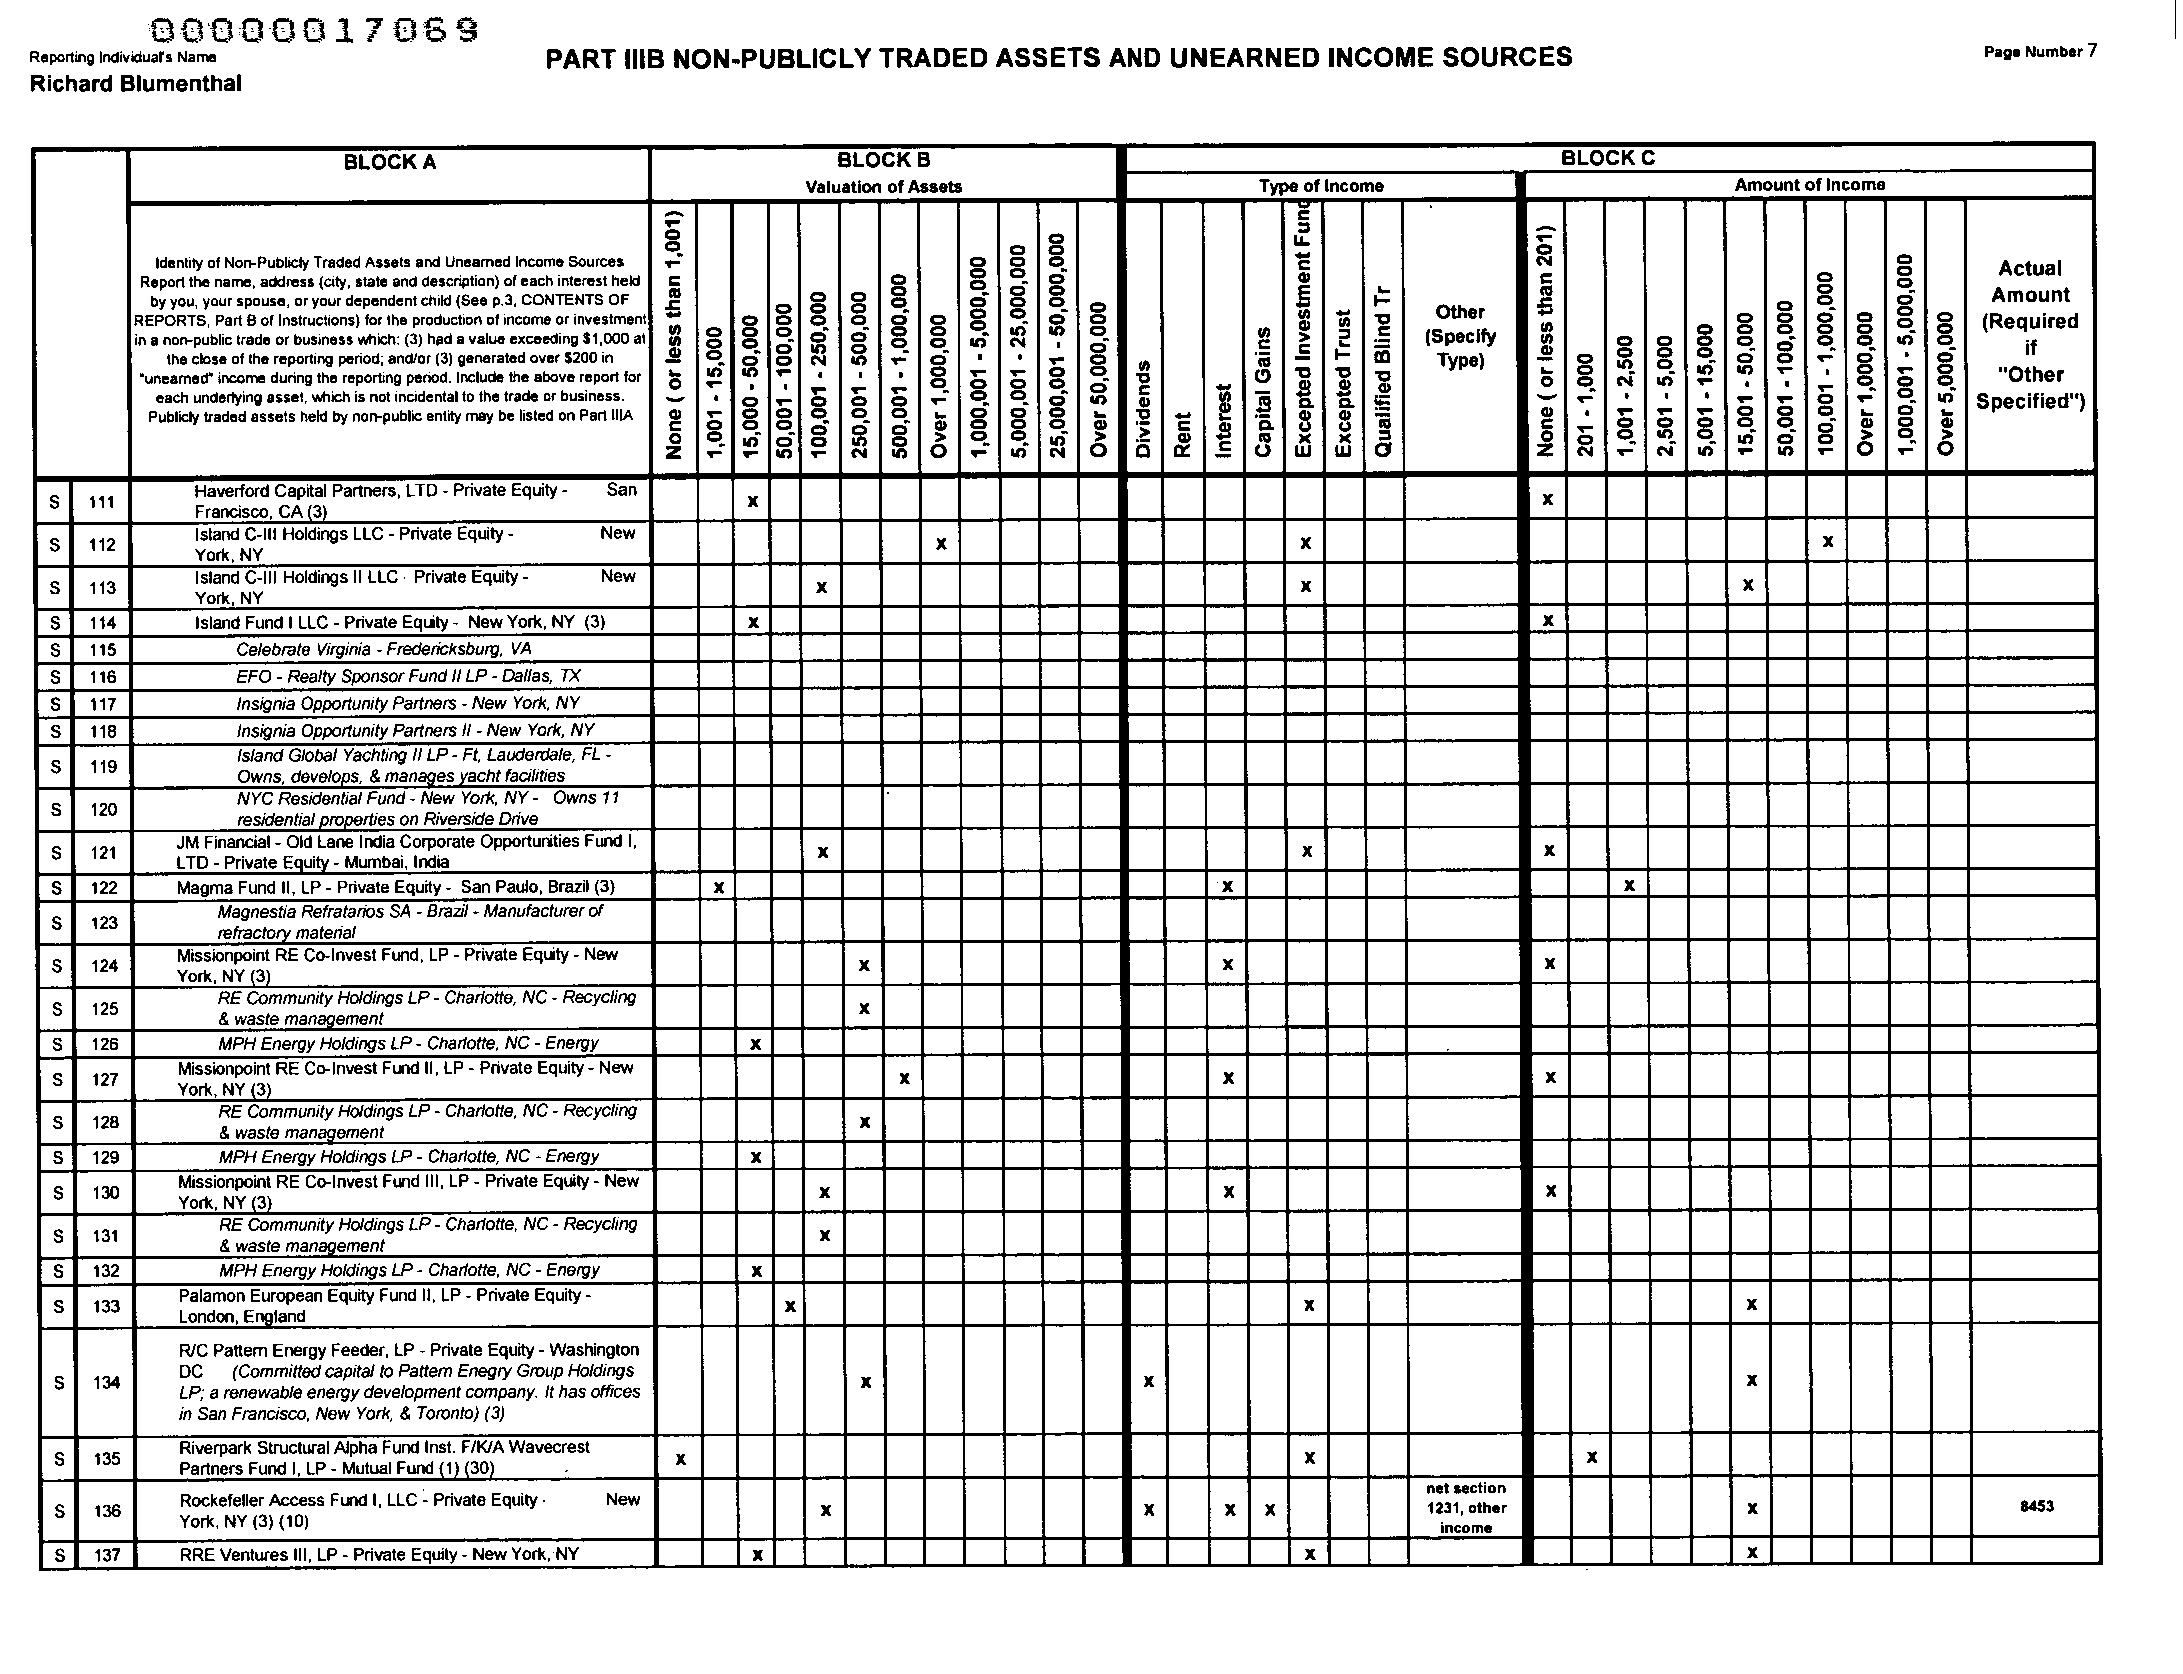 00000017069
Reporting Individual's Name
Richard Blumenthal
PART IIIB NON-PUBLICLY TRADED ASSETS AND UNEARNED INCOME SOURCES
Page Number 7
BLOCK A
BLOCK B
BLOCK C
Valuation of Assets
Type of Income
Amount of Income
Identity of Non-Publicly Traded Assets and Unearned Income Sources
Report the name, address (city, state and description) of each interest held
by you, your spouse, or your dependent child (See p.3, CONTENTS OF
REPORTS, Part B of Instructions) for the production of income or investment
in a non-public trade or business which: (3) had a value exceeding $1,000 at
the close of the reporting period; and/or (3) generated over $200 in
"unearned" income during the reporting period. Include the above report for
each underlying asset, which is not incidental to the trade or business.
Publicly traded assets held by non-public entity may be listed on Part IIIA
None ( or less than 1,001)
1,001 - 15,000
15,000 - 50,000
50,001 - 100,000
100,001 - 250,000
250,001 - 500,000
500,001 - 1,000,000
Over 1,000,000
1,000,001 - 5,000,000
5,000,001 - 25,000,000
25,000,001 - 50,000,000
Over 50,000,000
Dividends
Rent
Interest
Capital Gains
Excepted Investment Fund
Excepted Trust
Qualified Blind Tr
Other
(Specify
Type)
None ( or less than 201)
201 - 1,000
1,001 - 2,500
2,501 - 5,000
5,001 - 15,000
15,001 - 50,000
50,001 - 100,000
100,001 - 1,000,000
Over 1,000,000
1,000,001 - 5,000,000
Over 5,000,000
Actual
Amount
(Required
if
"Other
Specified")
S 111 Haverford Capital Partners, LTD - Private Equity - San
Francisco, CA (3) x x
S 112 Island C-III Holdings LLC - Private Equity - New
York, NY x x x
S 113 Island C-III Holdings II LLC - Private Equity - New
York, NY x x x
S 114 Island Fund I LLC - Private Equity - New York, NY (3) x x
S 115 Celebrate Virginia - Fredericksburg, VA
S 116 EFO - Realty Sponsor Fund II LP - Dallas, TX
S 117 Insignia Opportunity Partners - New York, NY
S 118 Insignia Opportunity Partners II - New York, NY
S 119 Island Global Yachting II LP - Ft, Lauderdale, FL -
Owns, develops, & manages yacht facilities
S 120 NYC Residential Fund - New York, NY - Owns 11
residential properties on Riverside Drive
S 121 JM Financial - Old Lane India Corporate Opportunities Fund I,
LTD - Private Equity - Mumbai, India x x x
S 122 Magma Fund II, LP - Private Equity - San Paulo, Brazil (3) x x x
S 123 Magnestia Refratarios SA - Brazil - Manufacturer of
refractory material
S 124 Missionpoint RE Co-Invest Fund, LP - Private Equity - New
York, NY (3) x x x
S 125 RE Community Holdings LP - Charlotte, NC - Recycling
& waste management x
S 126 MPH Energy Holdings LP - Charlotte, NC - Energy x
S 127 Missionpoint RE Co-Invest Fund II, LP - Private Equity - New
York, NY (3) x x x
S 128 RE Community Holdings LP - Charlotte, NC - Recycling
& waste management x
S 129 MPH Energy Holdings LP - Charlotte, NC - Energy x
S 130 Missionpoint RE Co-Invest Fund III, LP - Private Equity - New
York, NY (3) x x x
S 131 RE Community Holdings LP - Charlotte, NC - Recycling
& waste management x
S 132 MPH Energy Holdings LP - Charlotte, NC - Energy x
S 133 Palamon European Equity Fund II, LP - Private Equity -
London, England x x x
S 134 R/C Pattern Energy Feeder, LP - Private Equity - Washington
DC (Committed capital to Pattern Enegry Group Holdings
LP; a renewable energy development company. It has offices
in San Francisco, New York, & Toronto) (3) x x x
S 135 Riverpark Structural Alpha Fund Inst. F/K/A Wavecrest
Partners Fund I, LP - Mutual Fund (1) (30) x x x
S 136 Rockefeller Access Fund I, LLC - Private Equity - New
York, NY (3) (10) x x x x net section
1231, other
income x 8453
S 137 RRE Ventures III, LP - Private Equity - New York, NY x x x